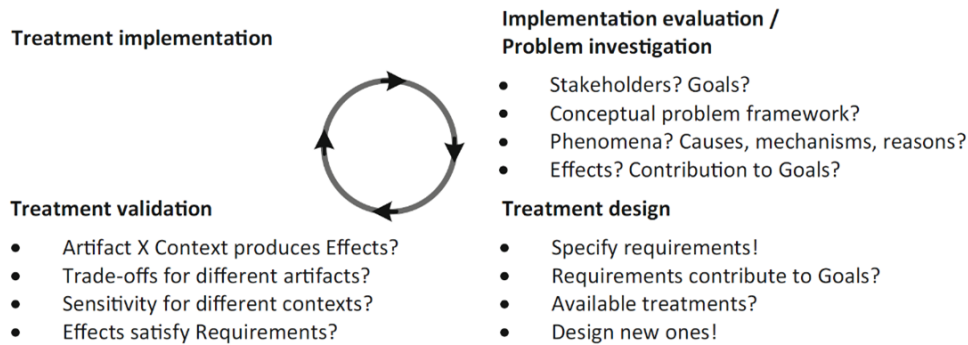 Treatment implementation
Implementation evaluation /
Problem investigation
• Stakeholders? Goals?
• Conceptual problem framework?
• Phenomena? Causes, mechanisms, reasons?
• Effects? Contribution to Goals?
Treatment validation
• Artifact X Context produces Effects?
• Trade-offs for different artifacts?
• Sensitivity for different contexts?
• Effects satisfy Requirements?
Treatment design
• Specify requirements!
• Requirements contribute to Goals?
• Available treatments?
• Design new ones!